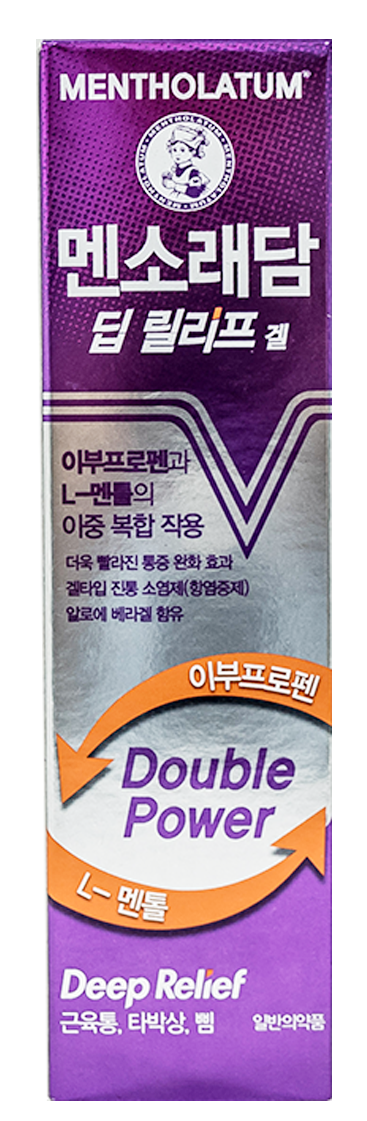 MENTHOLATUM®
MENTHOLATUM • MENTHOLATUM • MENTHOLATUM
멘소래담
딥 릴리프 겔
이부프로펜과
L-멘톨의
이중 복합 작용
더욱 빨라진 통증 완화 효과
겔타입 진통 소염제(항염증제)
알로에 베라겔 함유
이부프로펜
Double
Power
L- 멘톨
Deep Relief
근육통, 타박상, 삠 일반의약품